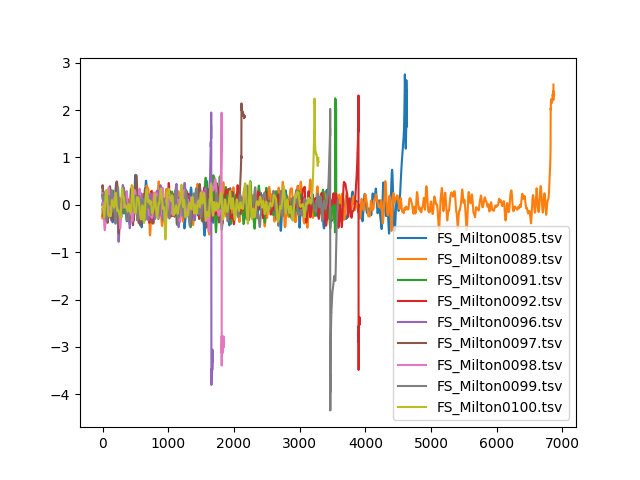 3
2
1
0
−1
−2
−3
−4
0
1000
2000
3000
4000
5000
6000
7000
FS_Milton0085.tsv
FS_Milton0089.tsv
FS_Milton0091.tsv
FS_Milton0092.tsv
FS_Milton0096.tsv
FS_Milton0097.tsv
FS_Milton0098.tsv
FS_Milton0099.tsv
FS_Milton0100.tsv